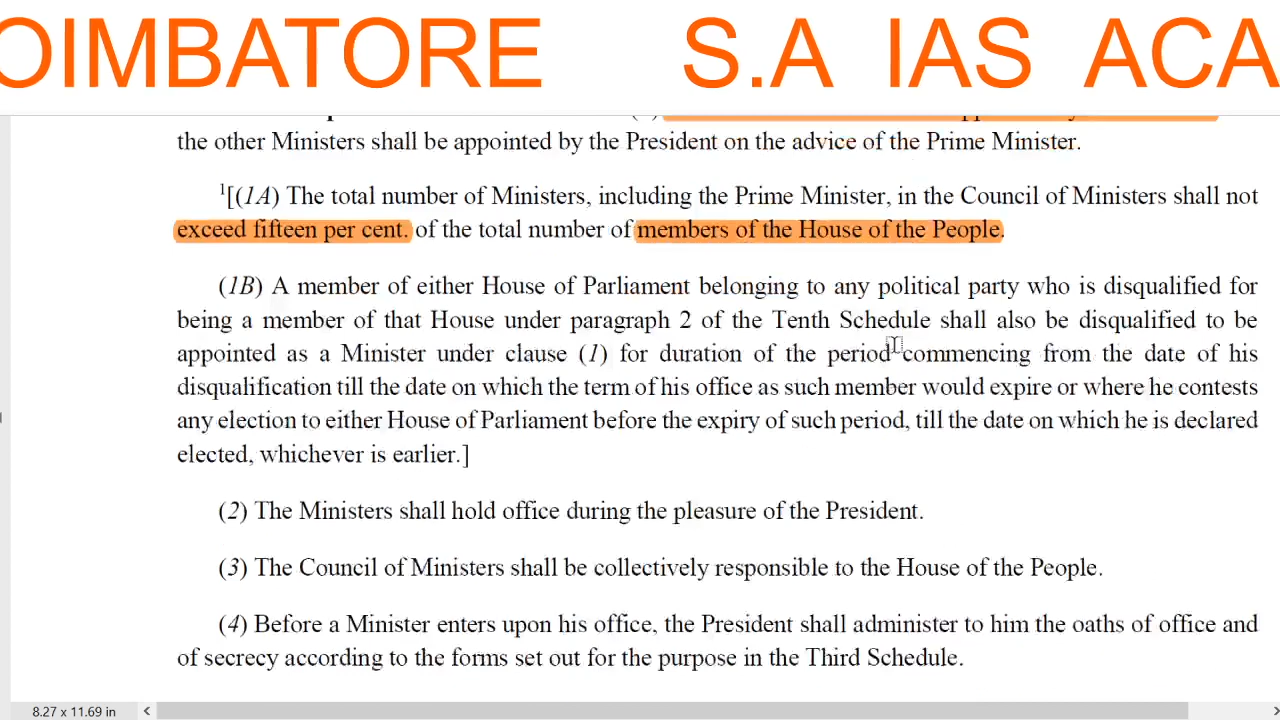 OIMBATORE S.A IAS ACA
the other Ministers shall be appointed by the President on the advice of the Prime Minister.
1[(1A) The total number of Ministers, including the Prime Minister, in the Council of Ministers shall not
exceed fifteen per cent. of the total number of members of the House of the People.
(1B) A member of either House of Parliament belonging to any political party who is disqualified for
being a member of that House under paragraph 2 of the Tenth Schedule shall also be disqualified to be
appointed as a Minister under clause (1) for duration of the period commencing from the date of his
disqualification till the date on which the term of his office as such member would expire or where he contests
any election to either House of Parliament before the expiry of such period, till the date on which he is declared
elected, whichever is earlier.]
(2) The Ministers shall hold office during the pleasure of the President.
(3) The Council of Ministers shall be collectively responsible to the House of the People.
(4) Before a Minister enters upon his office, the President shall administer to him the oaths of office and
of secrecy according to the forms set out for the purpose in the Third Schedule.
8.27 x 11.69 in